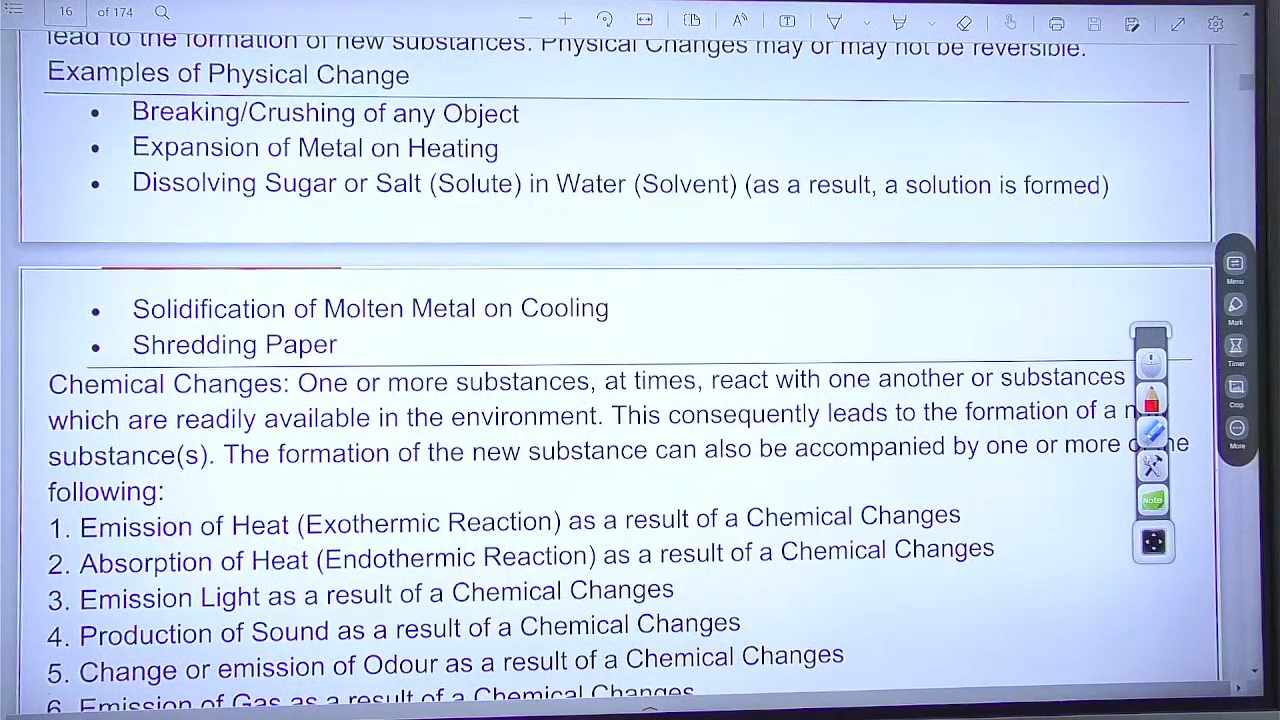 16 of 174
lead to the formation of new substances. Physical Changes may or may not be reversible.
Examples of Physical Change
• Breaking/Crushing of any Object
• Expansion of Metal on Heating
• Dissolving Sugar or Salt (Solute) in Water (Solvent) (as a result, a solution is formed)
• Solidification of Molten Metal on Cooling
• Shredding Paper
Chemical Changes: One or more substances, at times, react with one another or substances
which are readily available in the environment. This consequently leads to the formation of a
substance(s). The formation of the new substance can also be accompanied by one or more
following:
1. Emission of Heat (Exothermic Reaction) as a result of a Chemical Changes
2. Absorption of Heat (Endothermic Reaction) as a result of a Chemical Changes
3. Emission Light as a result of a Chemical Changes
4. Production of Sound as a result of a Chemical Changes
5. Change or emission of Odour as a result of a Chemical Changes
6. Emission of Gas as a result of a Chemical Changes
Menu
Mark
Timer
Crop
More
Note